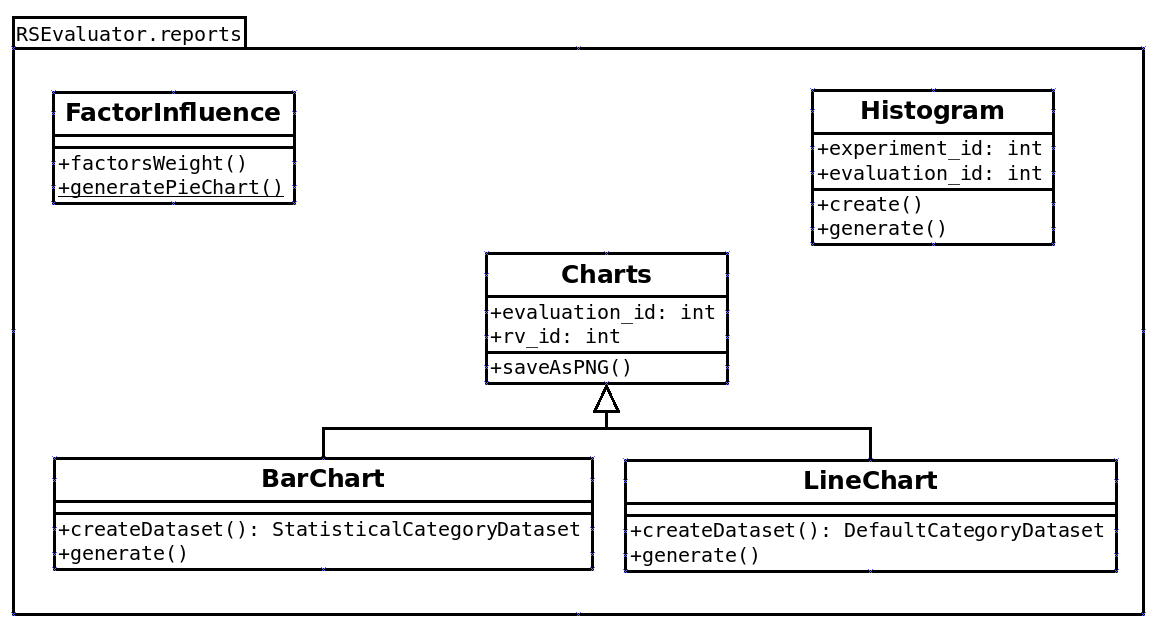 RSEvaluator.reports
FactorInfluence
+factorsWeight()
+generatePieChart()
Histogram
+experiment_id: int
+evaluation_id: int
+create()
+generate()
Charts
+evaluation_id: int
+rv_id: int
+saveAsPNG()
BarChart
+createDataset(): StatisticalCategoryDataset
+generate()
LineChart
+createDataset(): DefaultCategoryDataset
+generate()